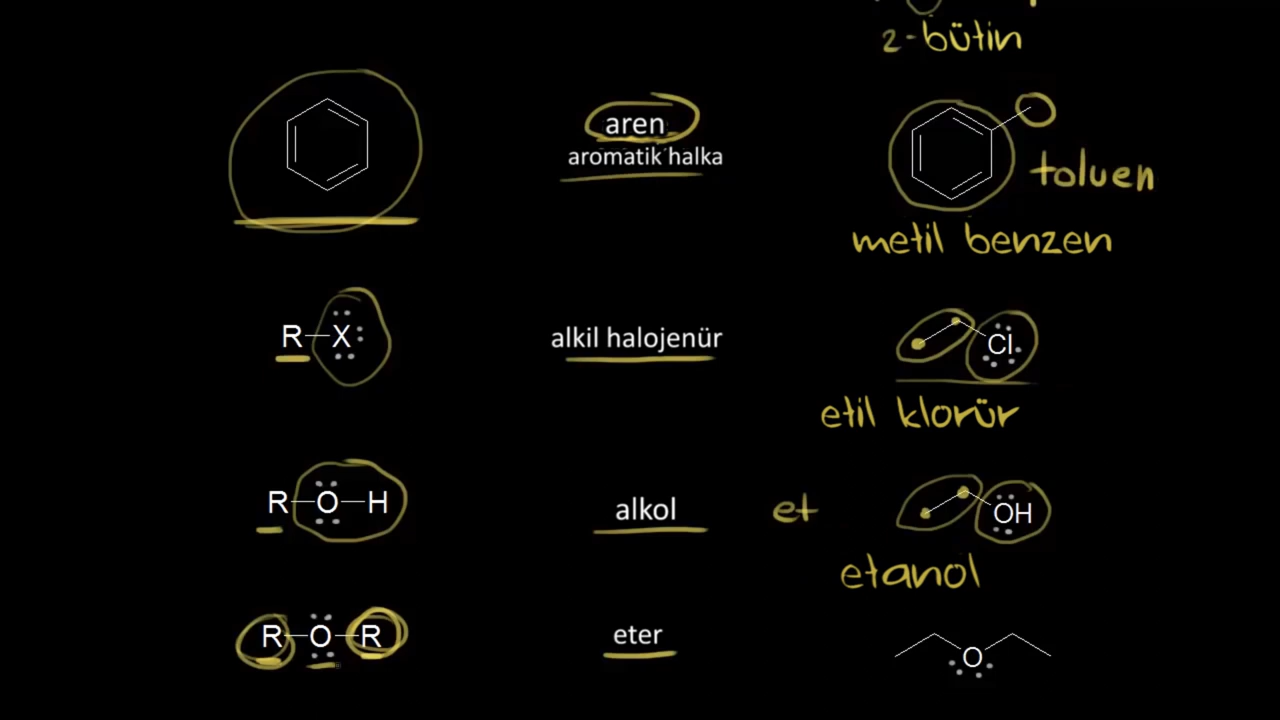 2-bütin
aren
aromatik halka
toluen
metil benzen
R-X
alkil halojenür
Cl
etil klorür
R-O-H
alkol
et
OH
etanol
R-O-R
eter
O